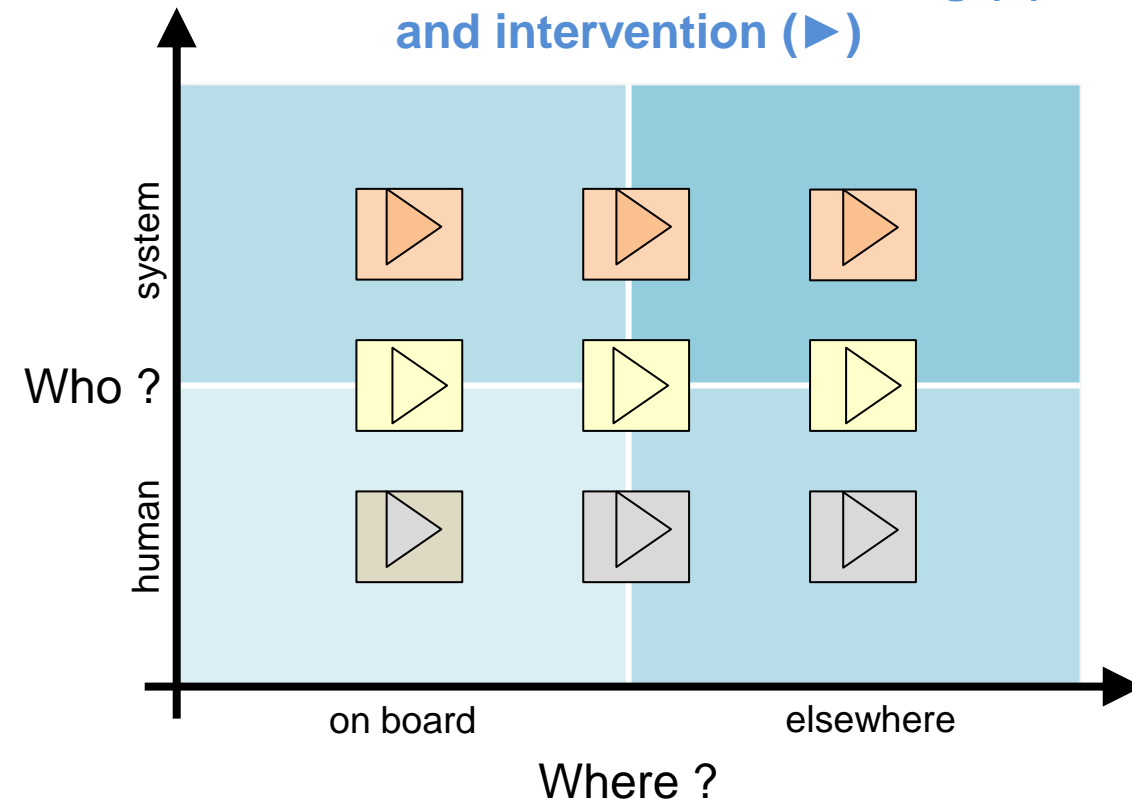 and intervention (►)
system
Who ?
human
on board
elsewhere
Where ?